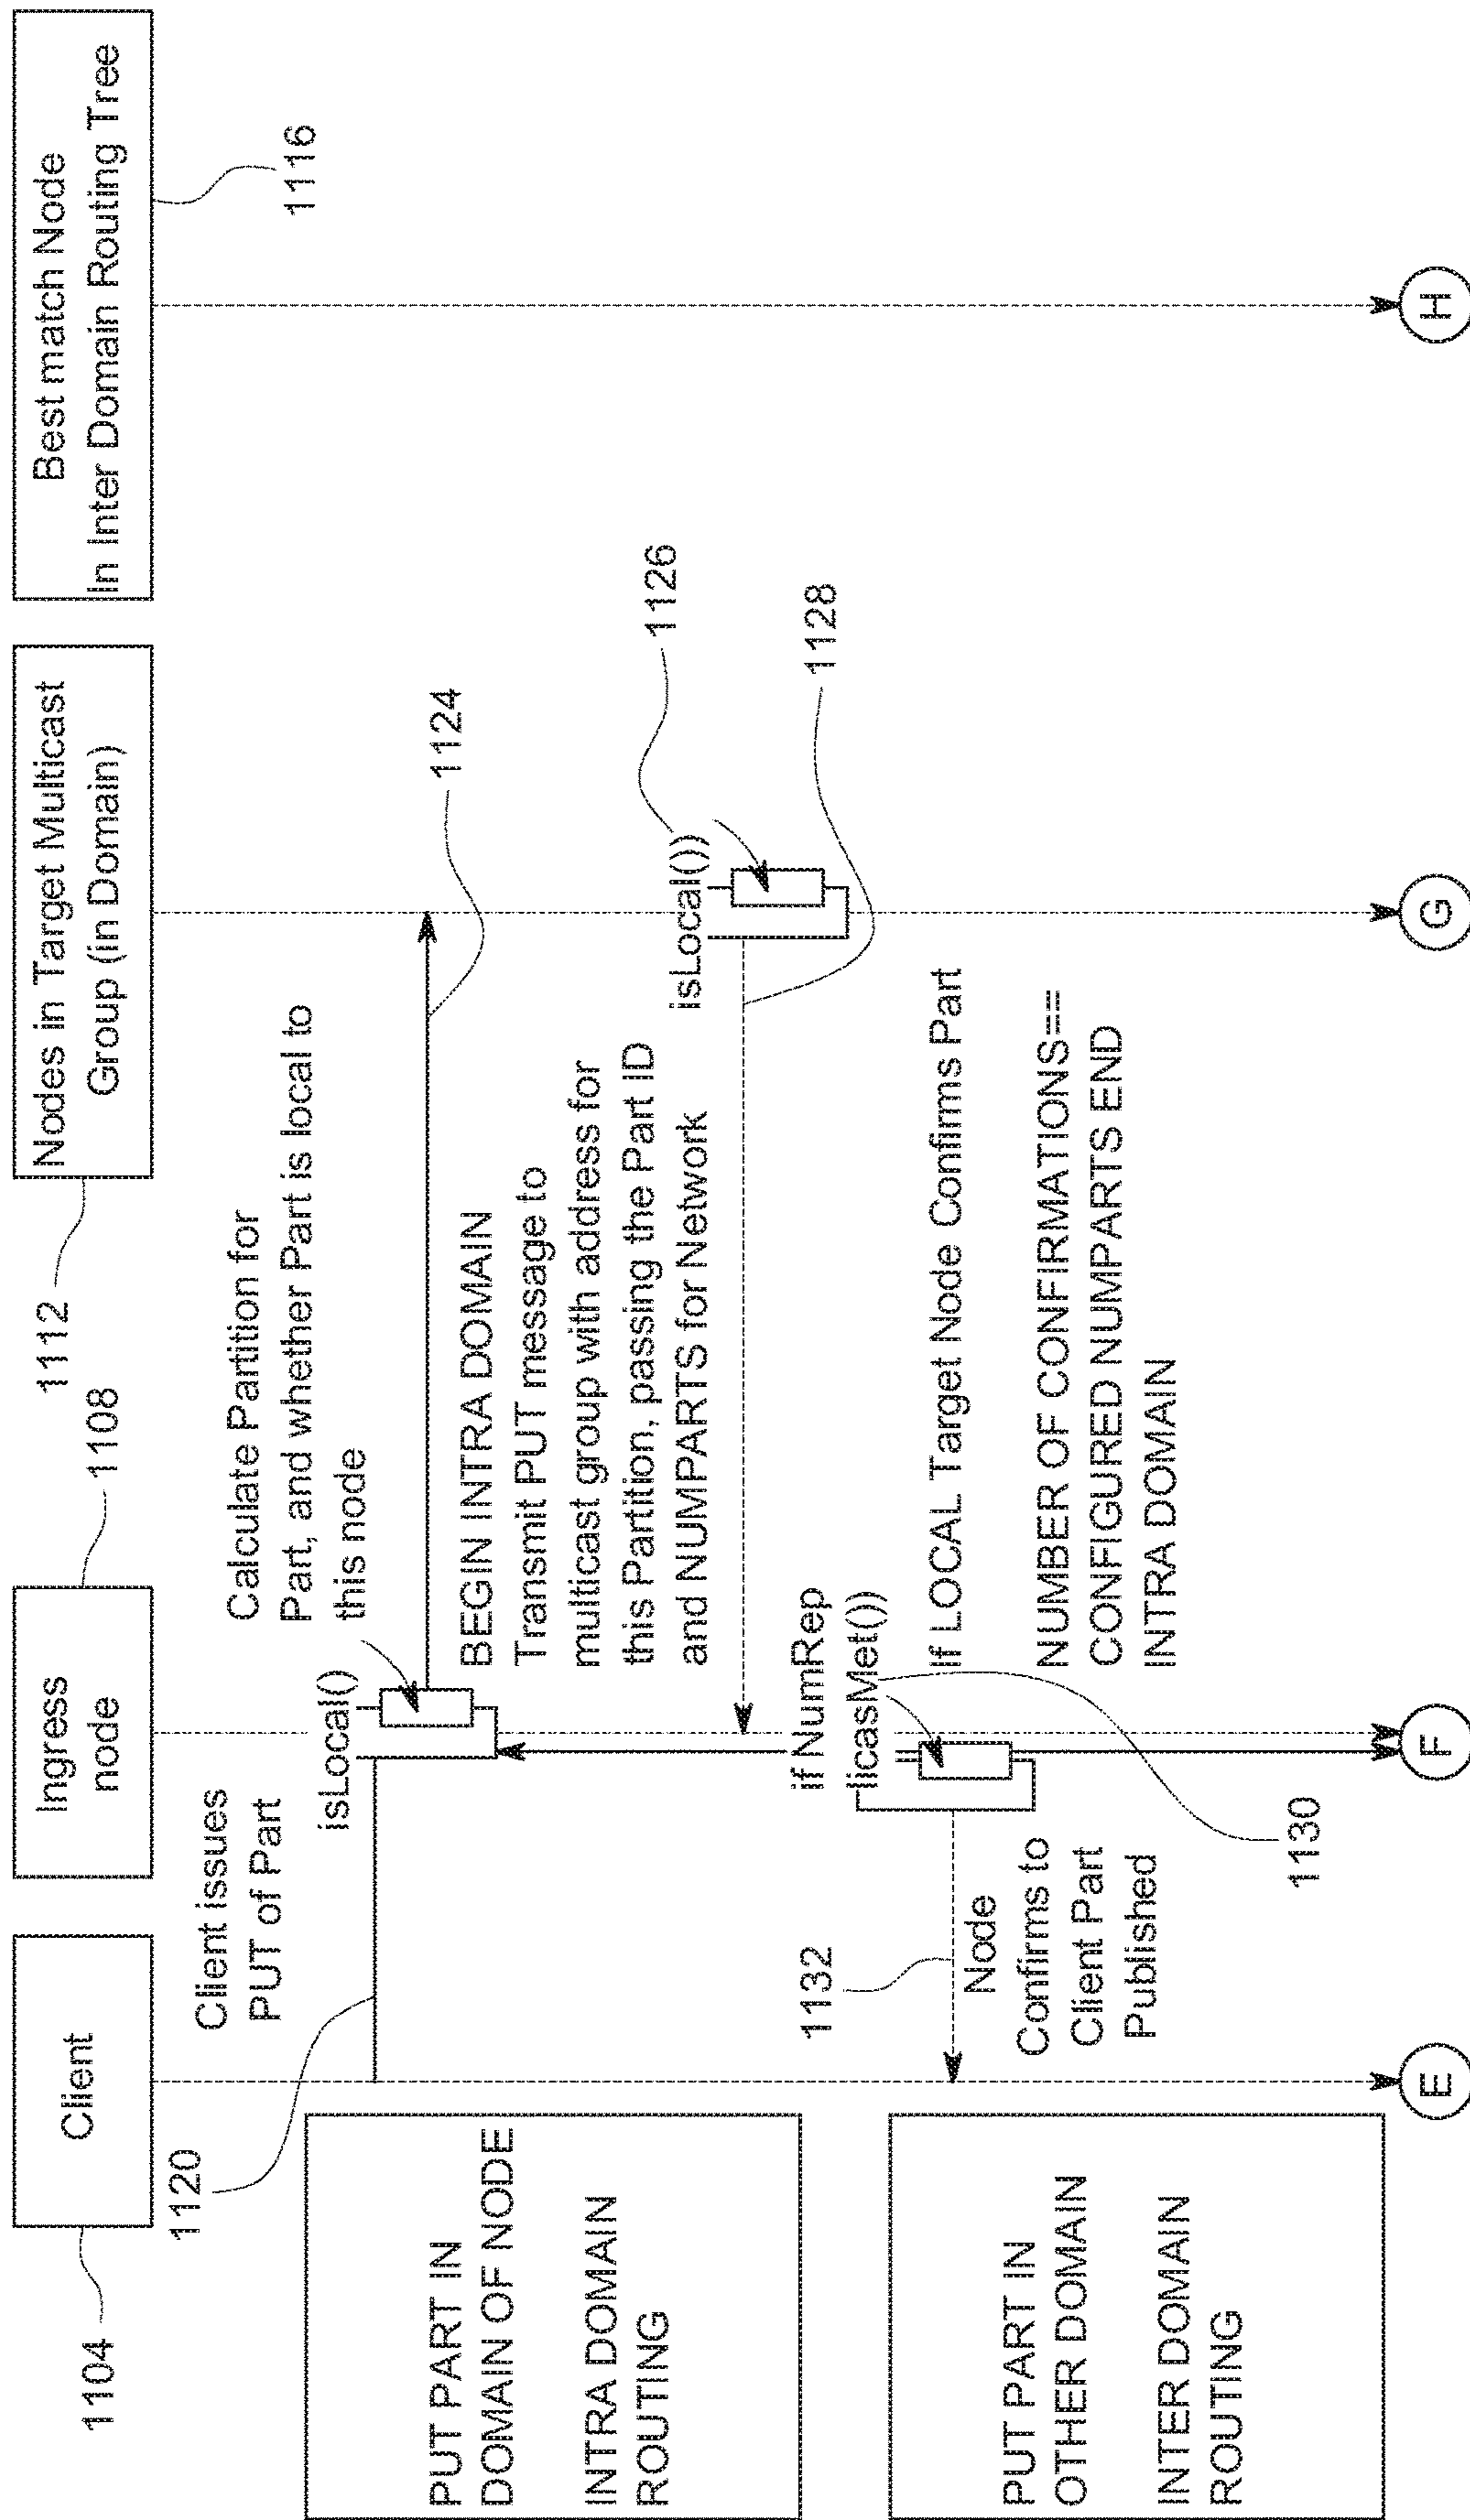 Client
Ingress
node
Nodes in Target Multicast
Group (in Domain)
Best match Node
In Inter Domain Routing Tree
1104
1108
1112
1116
1120
Client issues
PUT of Part
isLocal()
Calculate Partition for
Part, and whether Part is local to
this node
1124
PUT PART IN
DOMAIN OF NODE
INTRA DOMAIN
ROUTING
BEGIN INTRA DOMAIN
Transmit PUT message to
multicast group with address for
this Partition, passing the Part ID
and NUMPARTS for Network
isLocal())
1126
1128
if NumRep
licasMet())
If LOCAL Target Node Confirms Part
NUMBER OF CONFIRMATIONS==
CONFIGURED NUMPARTS END
INTRA DOMAIN
1132
Node
Confirms to
Client Part
Published
1130
PUT PART IN
OTHER DOMAIN
INTER DOMAIN
ROUTING
E
F
G
H